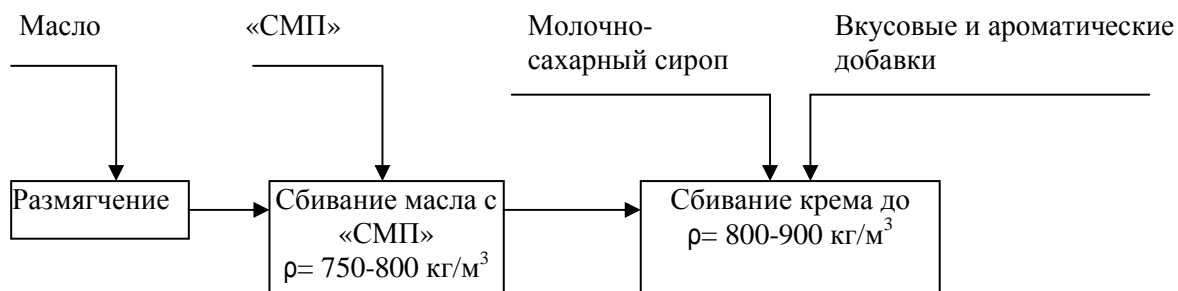 Масло
«СМП»
Молочно-
сахарный сироп
Вкусовые и ароматические
добавки
Размягчение
Сбивание масла с
«СМП»
ρ= 750-800 кг/м³
Сбивание крема до
ρ= 800-900 кг/м³